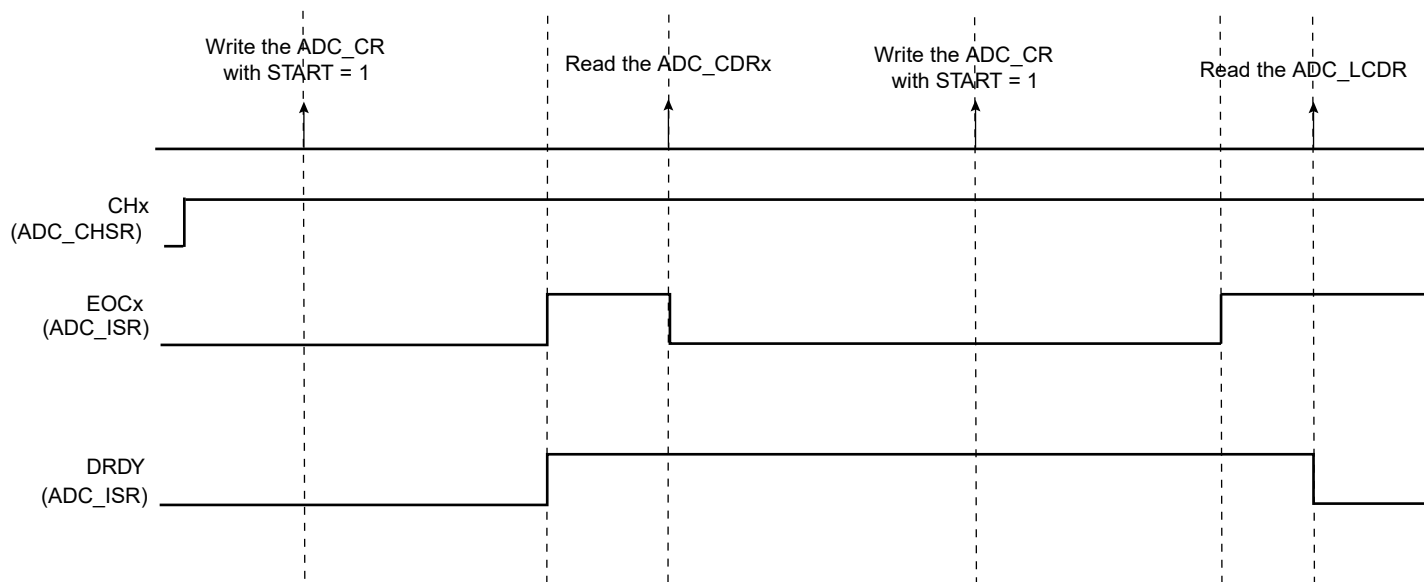 Write the ADC_CR
with START = 1
Read the ADC_CDRx
Write the ADC_CR
with START = 1
Read the ADC_LCDR
CHx
(ADC_CHSR)
EOCx
(ADC_ISR)
DRDY
(ADC_ISR)